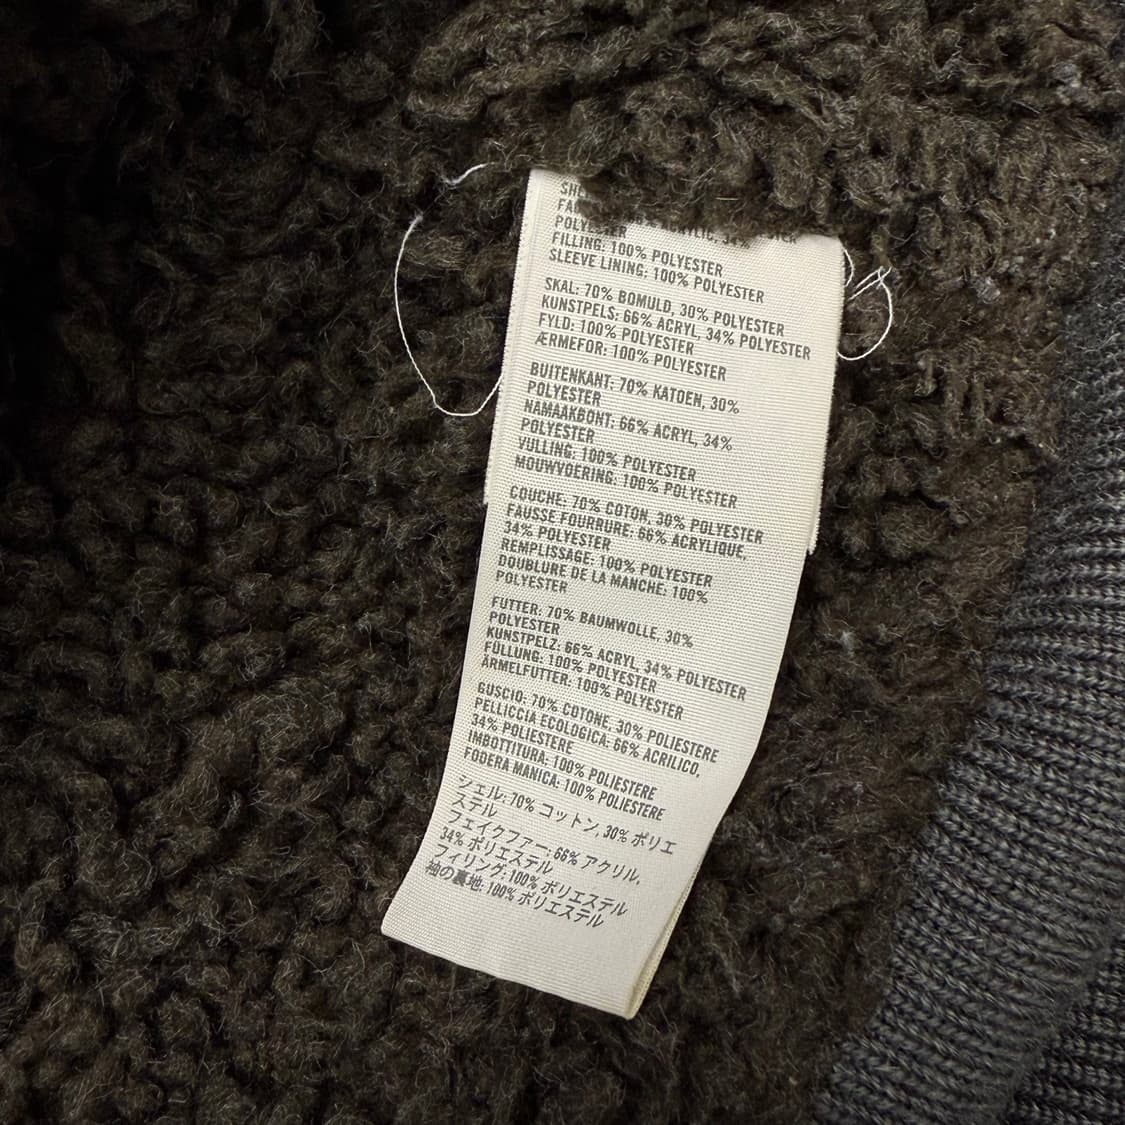 ACRYLIC, 34%
POLYESTER
FILLING: 100% POLYESTER
SLEEVE LINING: 100% POLYESTER
SKAL: 70% BOMULD, 30% POLYESTER
KUNSTPELS: 66% ACRYL, 34% POLYESTER
FYLD: 100% POLYESTER
ÆRMEFOR: 100% POLYESTER
BUITENKANT: 70% KATOEN, 30%
POLYESTER
NAMAAKBONT: 66% ACRYL, 34%
POLYESTER
VULLING: 100% POLYESTER
MOUWVOERING: 100% POLYESTER
COUCHE: 70% COTON, 30% POLYESTER
FAUSSE FOURRURE: 66% ACRYLIQUE,
34% POLYESTER
REMPLISSAGE: 100% POLYESTER
DOUBLURE DE LA MANCHE: 100%
POLYESTER
FUTTER: 70% BAUMWOLLE, 30%
POLYESTER
KUNSTPELZ: 66% ACRYL, 34% POLYESTER
FÜLLUNG: 100% POLYESTER
ÄRMELFUTTER: 100% POLYESTER
GUSCIO: 70% COTONE, 30% POLIESTERE
PELLICCIA ECOLOGICA: 66% ACRILICO,
34% POLIESTERE
IMBOTTITURA: 100% POLIESTERE
FODERA MANICA: 100% POLIESTERE
シェル: 70% コットン, 30% ポリエ
ステル
フェイクファー: 66% アクリル,
34% ポリエステル
フィリング: 100% ポリエステル
袖の裏地: 100% ポリエステル